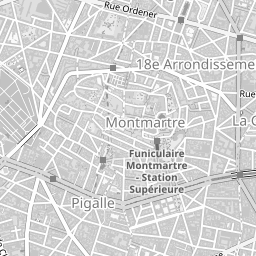 Rue Ordener
18e Arrondisseme
Rue
Montmartre
La
Funiculaire
Montmartre
- Station
Supérieure
Pigalle